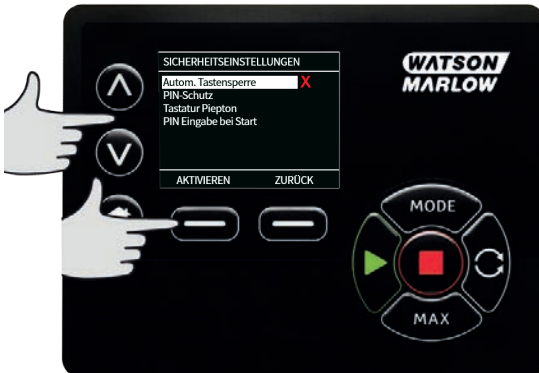 SICHERHEITSEINSTELLUNGEN
Autom. Tastensperre X
PIN-Schutz
Tastatur Piepton
PIN Eingabe bei Start
AKTIVIEREN ZURÜCK
WATSON
MARLOW
MODE
MAX